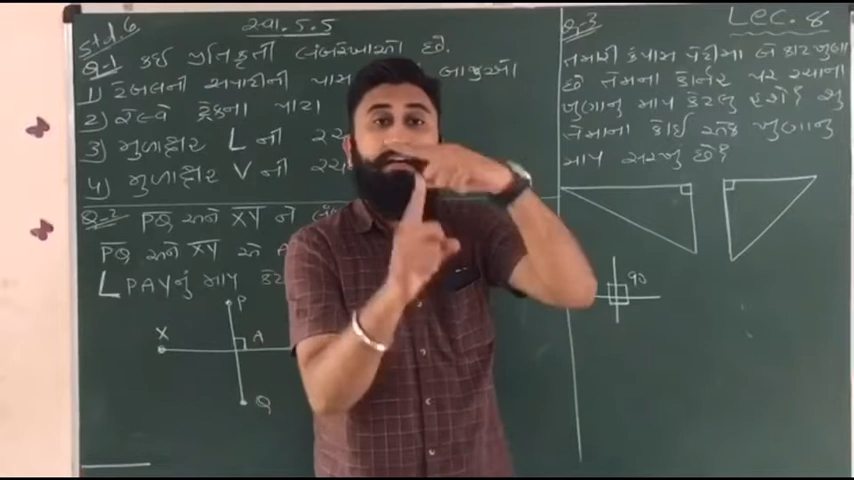 Std.6
સ્વા. 5.5
Q-1 કઈ પ્રતિકૃતી લંબરેખાઓ છે.
1) ટેબલની સપાટીની પાસ બાજુઓ
2) રેલ્વે ટ્રેકના પાટા
3) મુળાક્ષર L ની
4) મુળાક્ષર V ની
Q-2 PQ અને XY ને
PQ અને XY એ
∠PAY નું માપ
P
X
A
Q
Lec. 8
Q-3
તમારી કંપાસ પેટીમા બે કાટખુણા
છે તેમના કોર્નર પર રચાતા
ખુણાનુ માપ કેટલુ હશે? શુ
તેમાના કોઈ એક ખુણાનુ
માપ સરખુ છે?
90